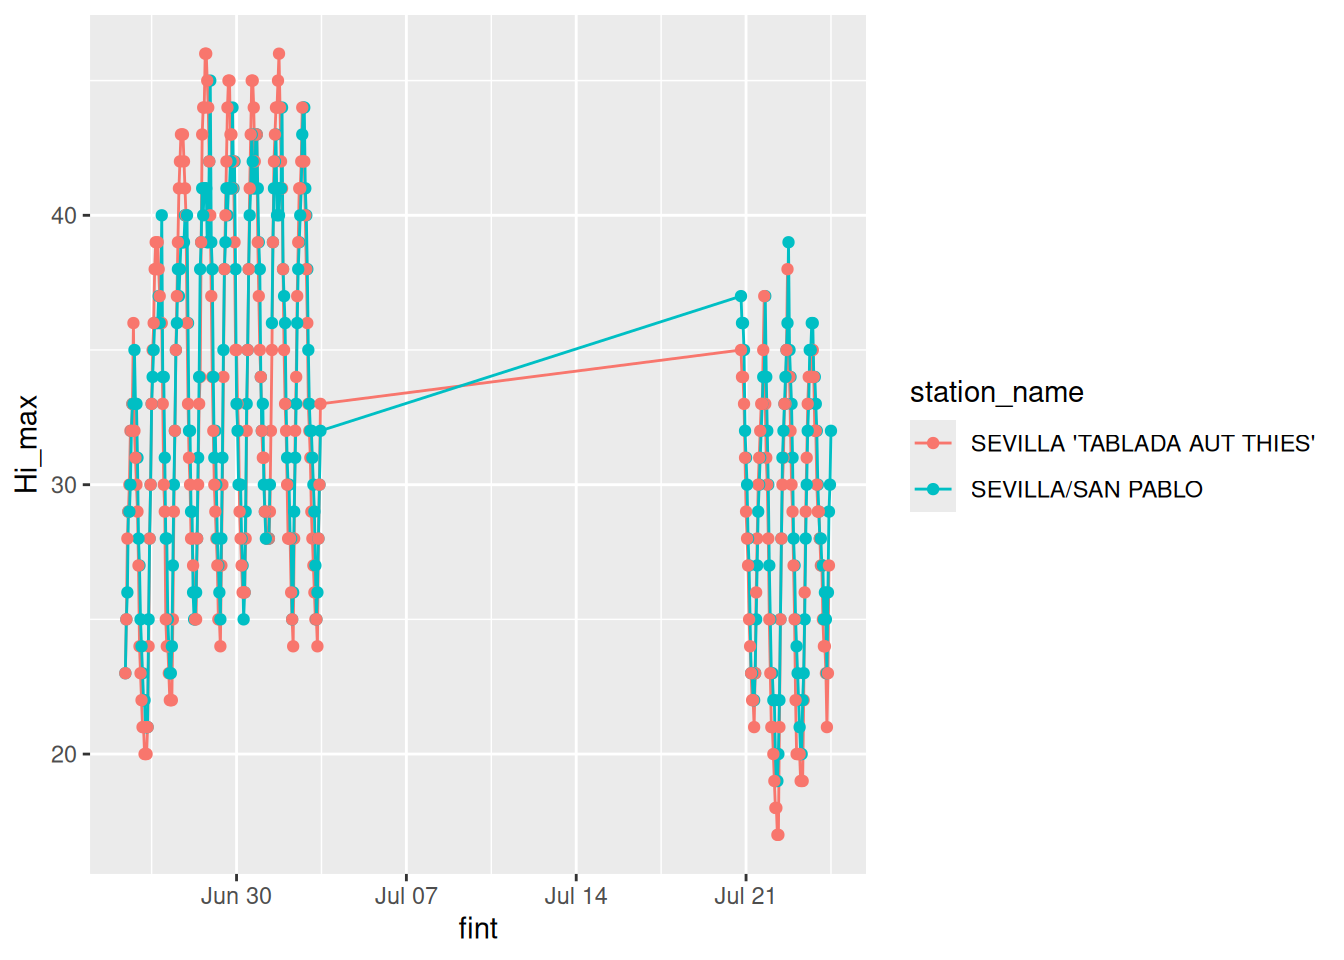 40
30
20
Hi_max
Jun 30
Jul 07
Jul 14
Jul 21
fint
station_name
SEVILLA 'TABLADA AUT THIES'
SEVILLA/SAN PABLO